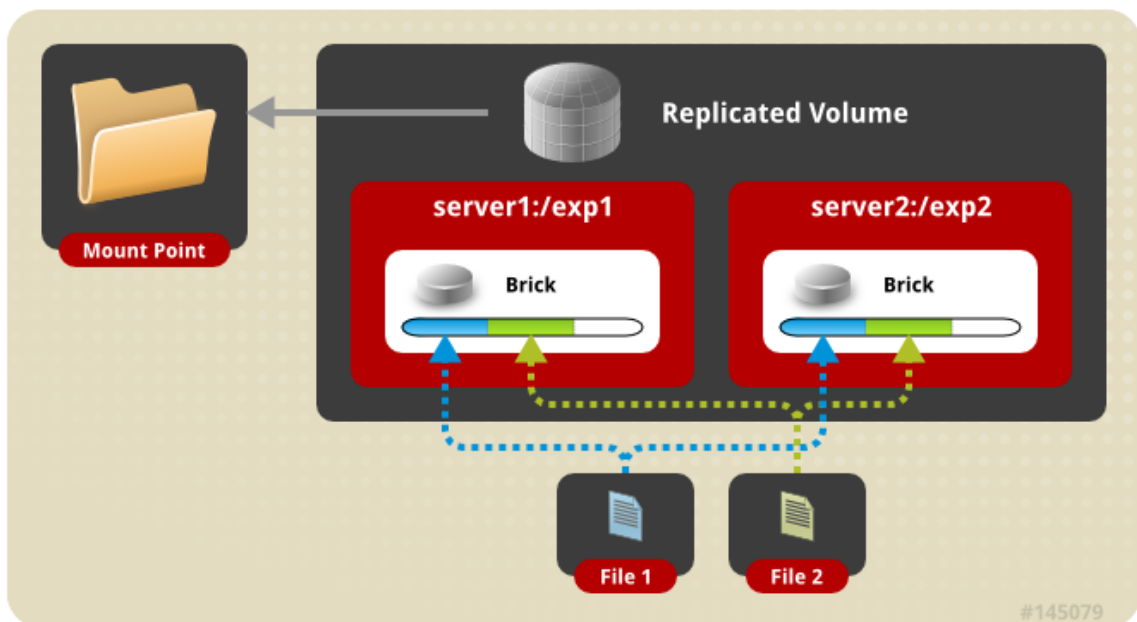 Replicated Volume
Mount Point
server1:/exp1
server2:/exp2
Brick
Brick
File 1
File 2
#145079